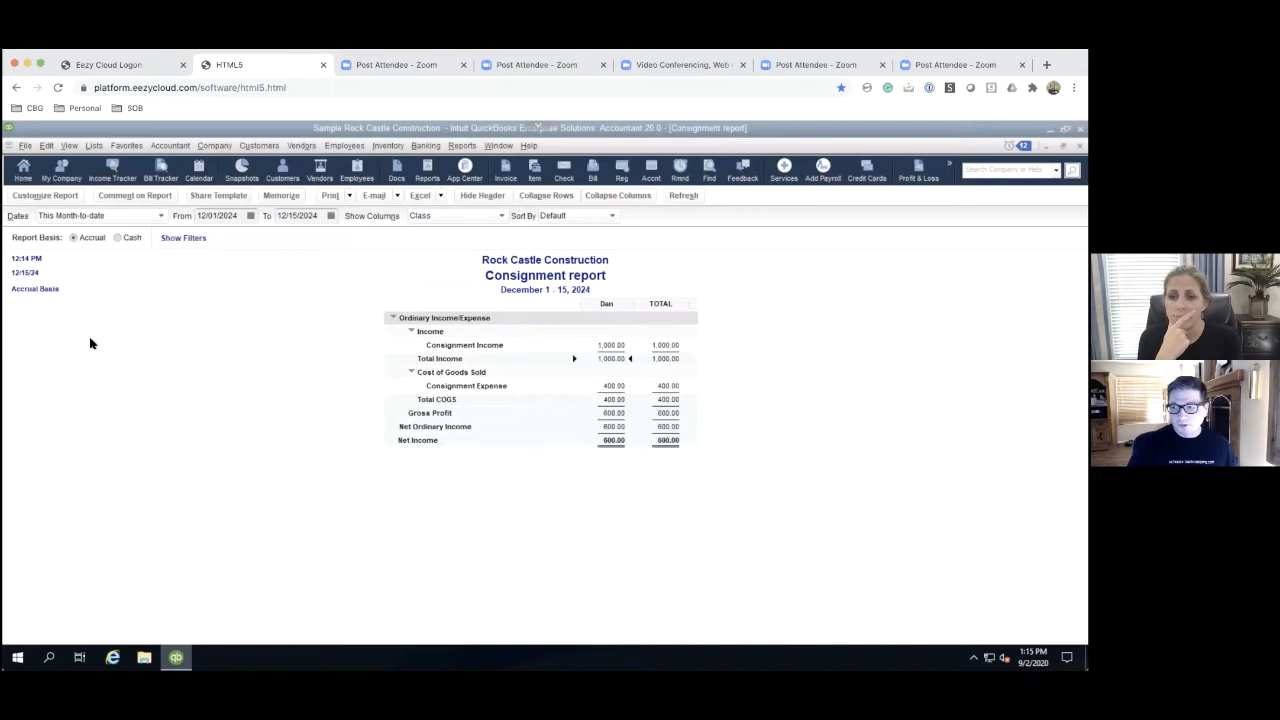 Eezy Cloud Logon
HTML5
Post Attendee - Zoom
Post Attendee - Zoom
Video Conferencing, Web
Post Attendee - Zoom
Post Attendee - Zoom
platform.eezycloud.com/software/html5.html
CBG
Personal
SOB
Sample Rock Castle Construction - Intuit QuickBooks Enterprise Solutions: Accountant 20.0 - [Consignment report]
File Edit View Lists Favorites Accountant Company Customers Vendors Employees Inventory Banking Reports Window Help
12
Home My Company Income Tracker Bill Tracker Calendar Snapshots Customers Vendors Employees Docs Reports App Center Invoice Item Check Bill Reg Accnt Rmnd Find Feedback Services Add Payroll Credit Cards Profit & Loss
Search Company or Help
Customize Report Comment on Report Share Template Memorize Print E-mail Excel Hide Header Collapse Rows Collapse Columns Refresh
Dates This Month-to-date From 12/01/2024 To 12/15/2024 Show Columns Class Sort By Default
Report Basis: Accrual Cash Show Filters
12:14 PM
12/15/24
Accrual Basis
Rock Castle Construction
Consignment report
December 1 - 15, 2024
Dan TOTAL
Ordinary Income/Expense
Income
Consignment Income 1,000.00 1,000.00
Total Income 1,000.00 1,000.00
Cost of Goods Sold
Consignment Expense 400.00 400.00
Total COGS 400.00 400.00
Gross Profit 600.00 600.00
Net Ordinary Income 600.00 600.00
Net Income 600.00 600.00
1:15 PM
9/2/2020